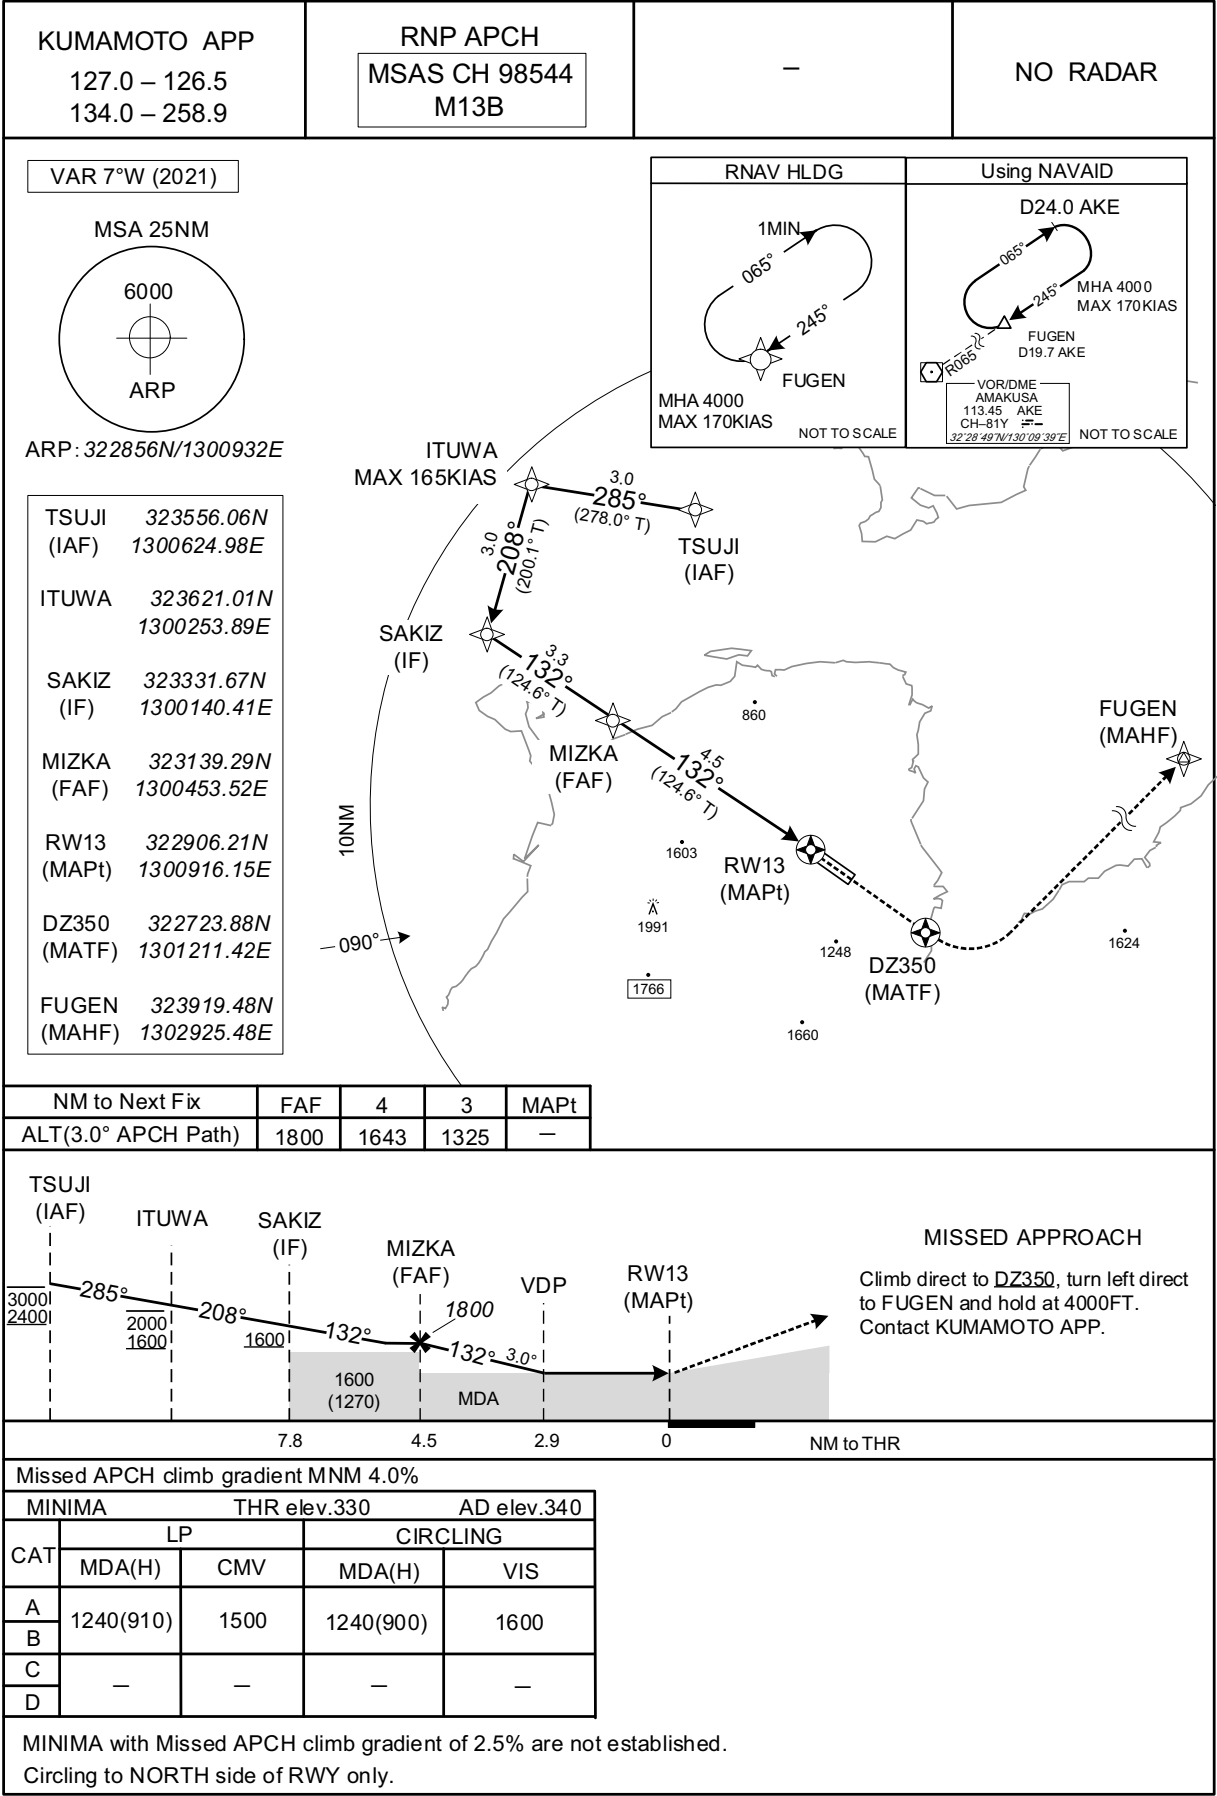 KUMAMOTO APP
127.0 – 126.5
134.0 – 258.9
RNP APCH
MSAS CH 98544
M13B
–
NO RADAR
VAR 7°W (2021)
MSA 25NM
6000
ARP
ARP: 322856N/1300932E
RNAV HLDG
1MIN
065°
245°
FUGEN
MHA 4000
MAX 170KIAS
NOT TO SCALE
Using NAVAID
D24.0 AKE
065°
245°
MHA 4000
MAX 170KIAS
FUGEN
D19.7 AKE
R065
VOR/DME
AMAKUSA
113.45 AKE
CH–81Y
32°28'49"N/130°09'39"E
NOT TO SCALE
TSUJI 323556.06N
(IAF) 1300624.98E
ITUWA 323621.01N
1300253.89E
SAKIZ 323331.67N
(IF) 1300140.41E
MIZKA 323139.29N
(FAF) 1300453.52E
RW13 322906.21N
(MAPt) 1300916.15E
DZ350 322723.88N
(MATF) 1301211.42E
FUGEN 323919.48N
(MAHF) 1302925.48E
ITUWA
MAX 165KIAS
3.0
285°
(278.0° T)
TSUJI
(IAF)
3.0
208°
(200.1° T)
SAKIZ
(IF)
3.3
132°
(124.6° T)
MIZKA
(FAF)
4.5
132°
(124.6° T)
860
FUGEN
(MAHF)
10NM
1603
RW13
(MAPt)
1991
090°
1248
1624
DZ350
(MATF)
1766
1660
NM to Next Fix FAF 4 3 MAPt
ALT(3.0° APCH Path) 1800 1643 1325 –
TSUJI
(IAF)
ITUWA
SAKIZ
(IF)
MIZKA
(FAF)
VDP
RW13
(MAPt)
3000
2400
285°
2000
1600
208°
1600
132°
1800
132°
3.0°
1600
(1270)
MDA
MISSED APPROACH
Climb direct to DZ350, turn left direct
to FUGEN and hold at 4000FT.
Contact KUMAMOTO APP.
7.8 4.5 2.9 0 NM to THR
Missed APCH climb gradient MNM 4.0%
MINIMA THR elev.330 AD elev.340
CAT LP CIRCLING
MDA(H) CMV MDA(H) VIS
A
B
1240(910) 1500 1240(900) 1600
C
D
– – – –
MINIMA with Missed APCH climb gradient of 2.5% are not established.
Circling to NORTH side of RWY only.